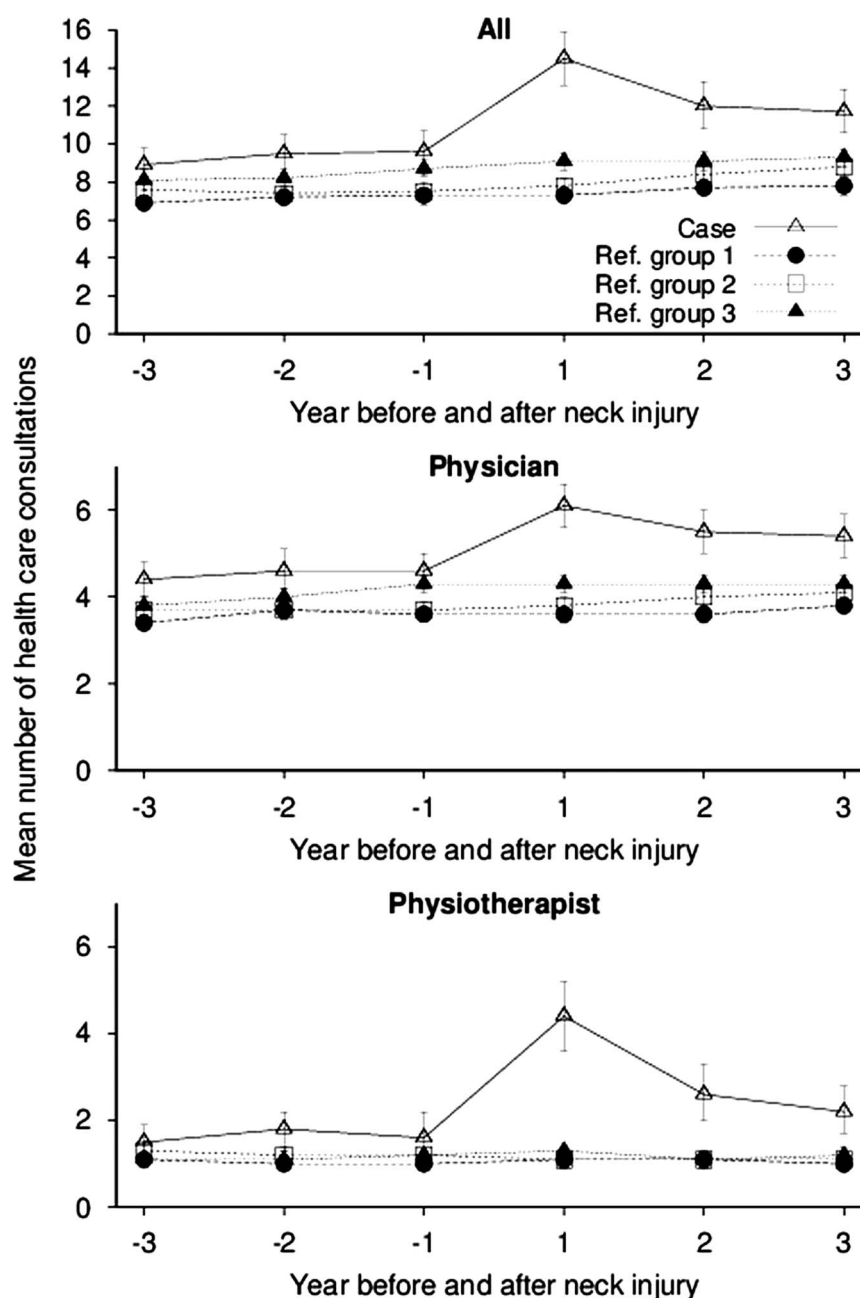 All
16
14
12
10
8
6
4
2
0
Case
Ref. group 1
Ref. group 2
Ref. group 3
-3 -2 -1 1 2 3
Year before and after neck injury
Mean number of health care consultations
Physician
6
4
2
0
-3 -2 -1 1 2 3
Year before and after neck injury
Physiotherapist
6
4
2
0
-3 -2 -1 1 2 3
Year before and after neck injury